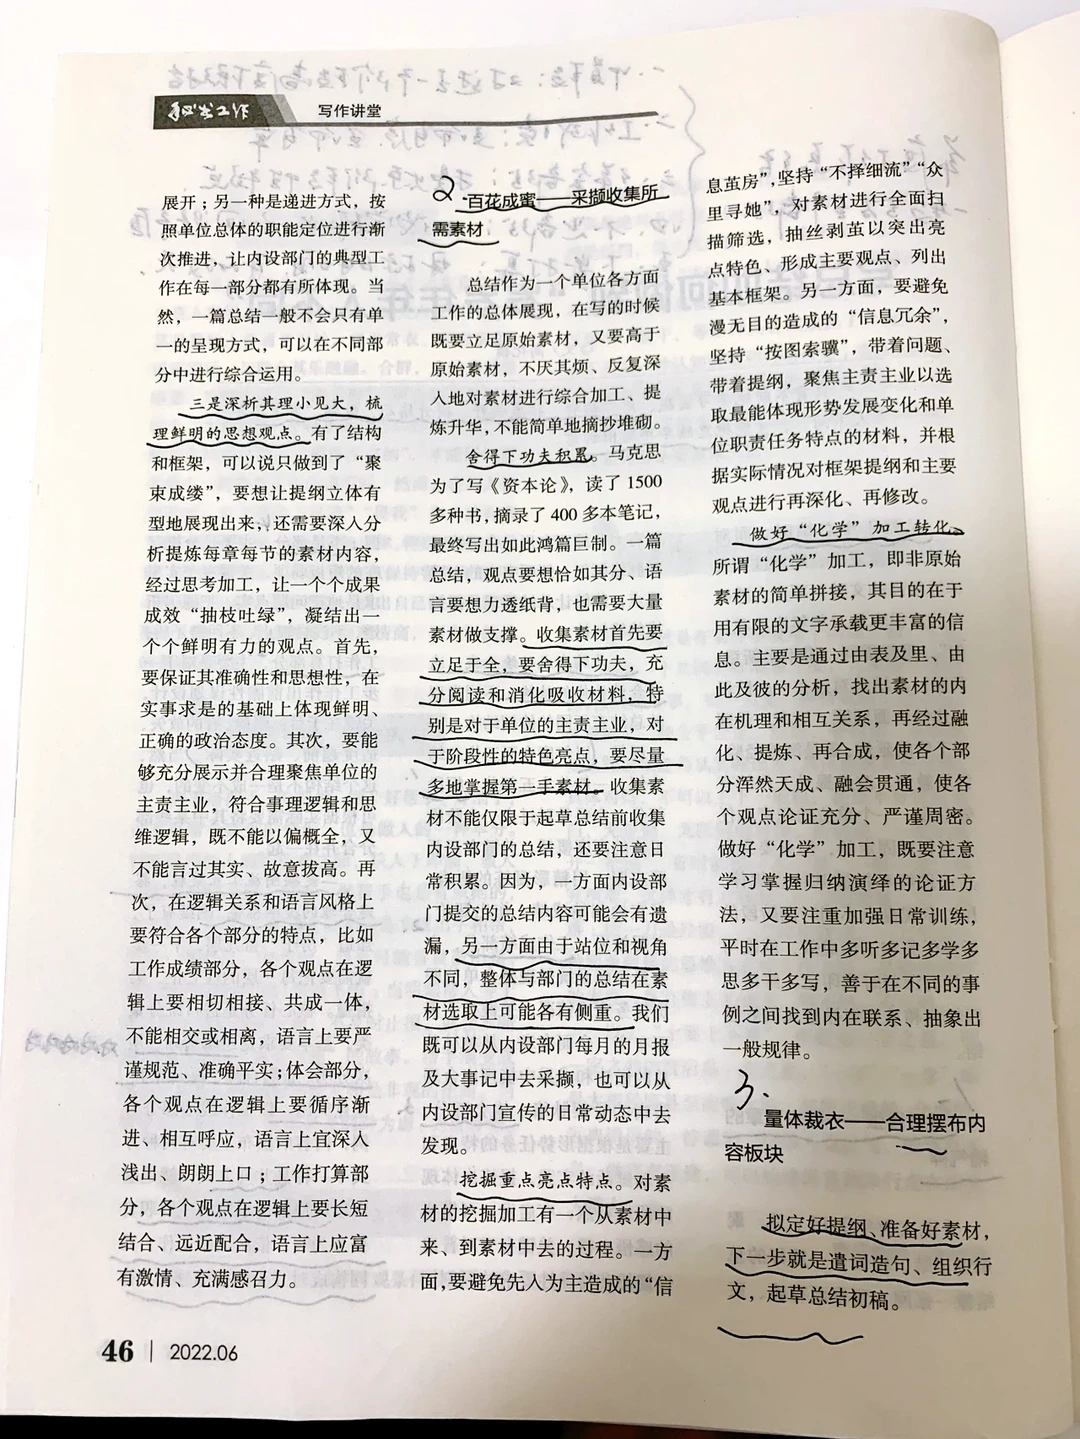 秘书工作
写作讲堂
展开；另一种是递进方式，按
照单位总体的职能定位进行渐
次推进，让内设部门的典型工
作在每一部分都有所体现。当
然，一篇总结一般不会只有单
一的呈现方式，可以在不同部
分中进行综合运用。
三是深析其理小见大，梳
理鲜明的思想观点。有了结构
和框架，可以说只做到了“聚
束成缕”，要想让提纲立体有
型地展现出来，还需要深入分
析提炼每章每节的素材内容，
经过思考加工，让一个个成果
成效“抽枝吐绿”，凝结出一
个个鲜明有力的观点。首先，
要保证其准确性和思想性，在
实事求是的基础上体现鲜明、
正确的政治态度。其次，要能
够充分展示并合理聚焦单位的
主责主业，符合事理逻辑和思
维逻辑，既不能以偏概全，又
不能言过其实、故意拔高。再
次，在逻辑关系和语言风格上
要符合各个部分的特点，比如
工作成绩部分，各个观点在逻
辑上要相切相接、共成一体，
不能相交或相离，语言上要严
谨规范、准确平实；体会部分，
各个观点在逻辑上要循序渐
进、相互呼应，语言上宜深入
浅出、朗朗上口；工作打算部
分，各个观点在逻辑上要长短
结合、远近配合，语言上应富
有激情、充满感召力。
2.百花成蜜——采撷收集所
需素材
总结作为一个单位各方面
工作的总体展现，在写的时候
既要立足原始素材，又要高于
原始素材，不厌其烦、反复深
入地对素材进行综合加工、提
炼升华，不能简单地摘抄堆砌。
舍得下功夫积累。马克思
为了写《资本论》，读了 1500
多种书，摘录了 400 多本笔记，
最终写出如此鸿篇巨制。一篇
总结，观点要想恰如其分、语
言要想力透纸背，也需要大量
素材做支撑。收集素材首先要
立足于全，要舍得下功夫，充
分阅读和消化吸收材料，特
别是对于单位的主责主业，对
于阶段性的特色亮点，要尽量
多地掌握第一手素材。收集素
材不能仅限于起草总结前收集
内设部门的总结，还要注意日
常积累。因为，一方面内设部
门提交的总结内容可能会有遗
漏，另一方面由于站位和视角
不同，整体与部门的总结在素
材选取上可能各有侧重。我们
既可以从内设部门每月的月报
及大事记中去采撷，也可以从
内设部门宣传的日常动态中去
发现。
挖掘重点亮点特点。对素
材的挖掘加工有一个从素材中
来、到素材中去的过程。一方
面，要避免先入为主造成的“信
息茧房”，坚持“不择细流”“众
里寻她”，对素材进行全面扫
描筛选，抽丝剥茧以突出亮
点特色、形成主要观点、列出
基本框架。另一方面，要避免
漫无目的造成的“信息冗余”，
坚持“按图索骥”，带着问题、
带着提纲，聚焦主责主业以选
取最能体现形势发展变化和单
位职责任务特点的材料，并根
据实际情况对框架提纲和主要
观点进行再深化、再修改。
做好“化学”加工转化。
所谓“化学”加工，即非原始
素材的简单拼接，其目的在于
用有限的文字承载更丰富的信
息。主要是通过由表及里、由
此及彼的分析，找出素材的内
在机理和相互关系，再经过融
化、提炼、再合成，使各个部
分浑然天成、融会贯通，使各
个观点论证充分、严谨周密。
做好“化学”加工，既要注意
学习掌握归纳演绎的论证方
法，又要注重加强日常训练，
平时在工作中多听多记多学多
思多干多写，善于在不同的事
例之间找到内在联系、抽象出
一般规律。
3.
量体裁衣——合理摆布内
容板块
拟定好提纲、准备好素材，
下一步就是遣词造句、组织行
文，起草总结初稿。
46 | 2022.06